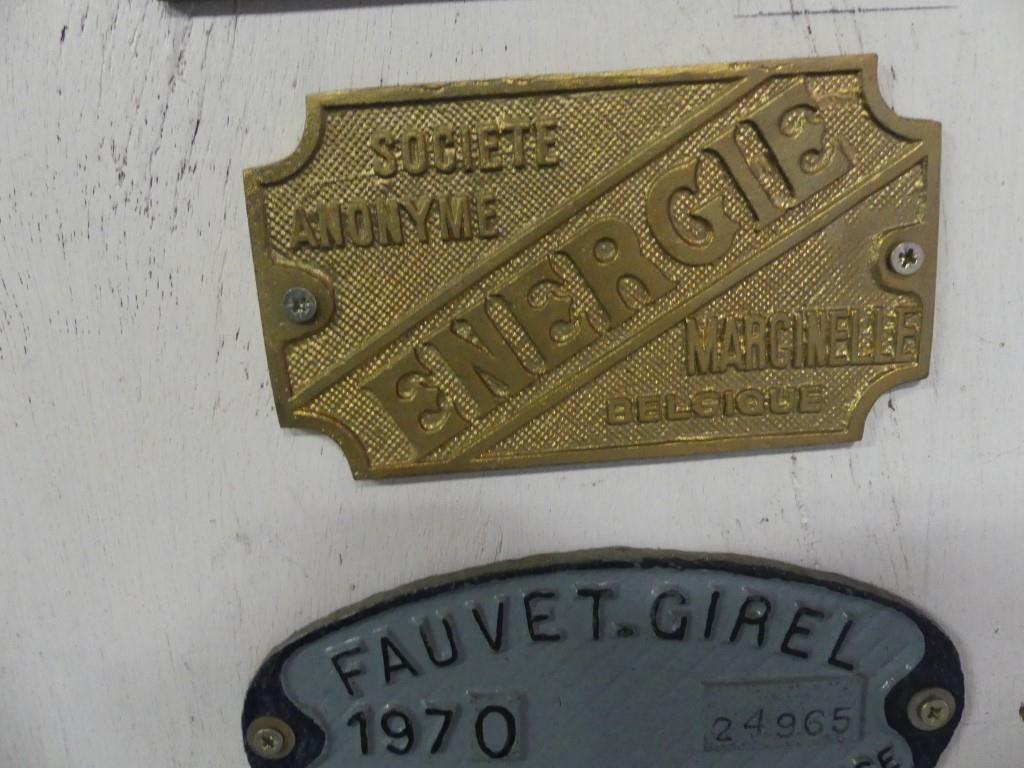 SOCIETE
ANONYME
ENERGIE
MARCINELLE
BELGIQUE
FAUVET-GIREL
1970 24965